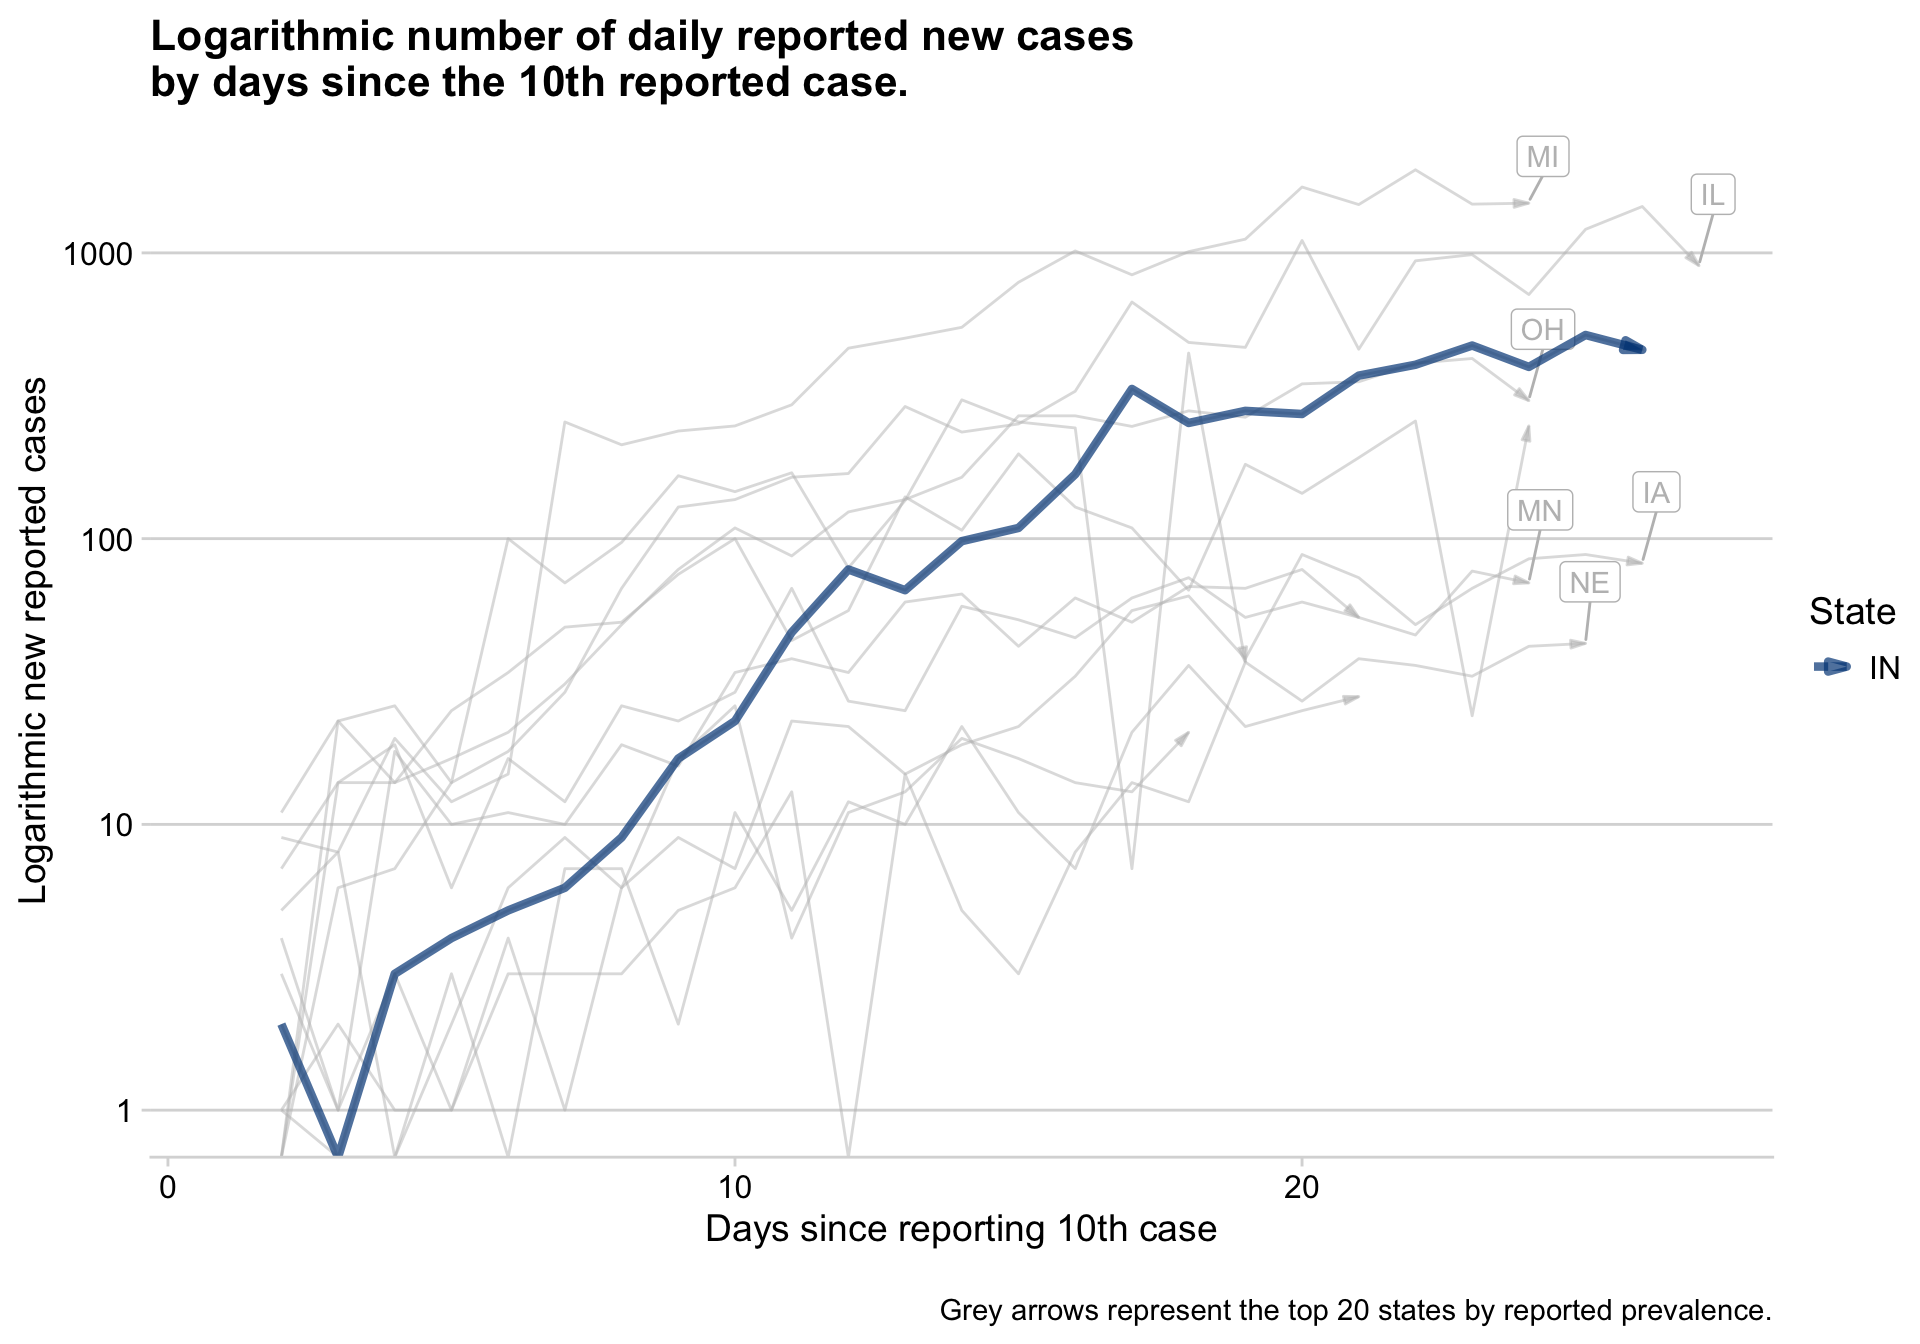 Logarithmic number of daily reported new cases
by days since the 10th reported case.
MI
IL
1000
OH
IA
MN
100
NE
State
IN
10
1
0
10
20
Logarithmic new reported cases
Days since reporting 10th case
Grey arrows represent the top 20 states by reported prevalence.